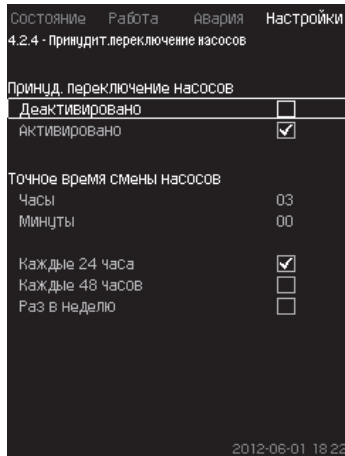 Состояние Работа Авария Настройки
4.2.4 - Принудит.переключение насосов
Принуд. переключение насосов
Деактивировано
Активировано
Точное время смены насосов
Часы 03
Минуты 00
Каждые 24 часа
Каждые 48 часов
Раз в неделю
2012-06-01 18:22